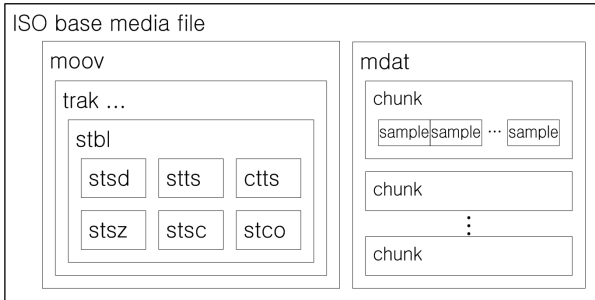 ISO base media file
moov
trak ...
stbl
stsd stts ctts
stsz stsc stco
mdat
chunk
sample sample ... sample
chunk
chunk